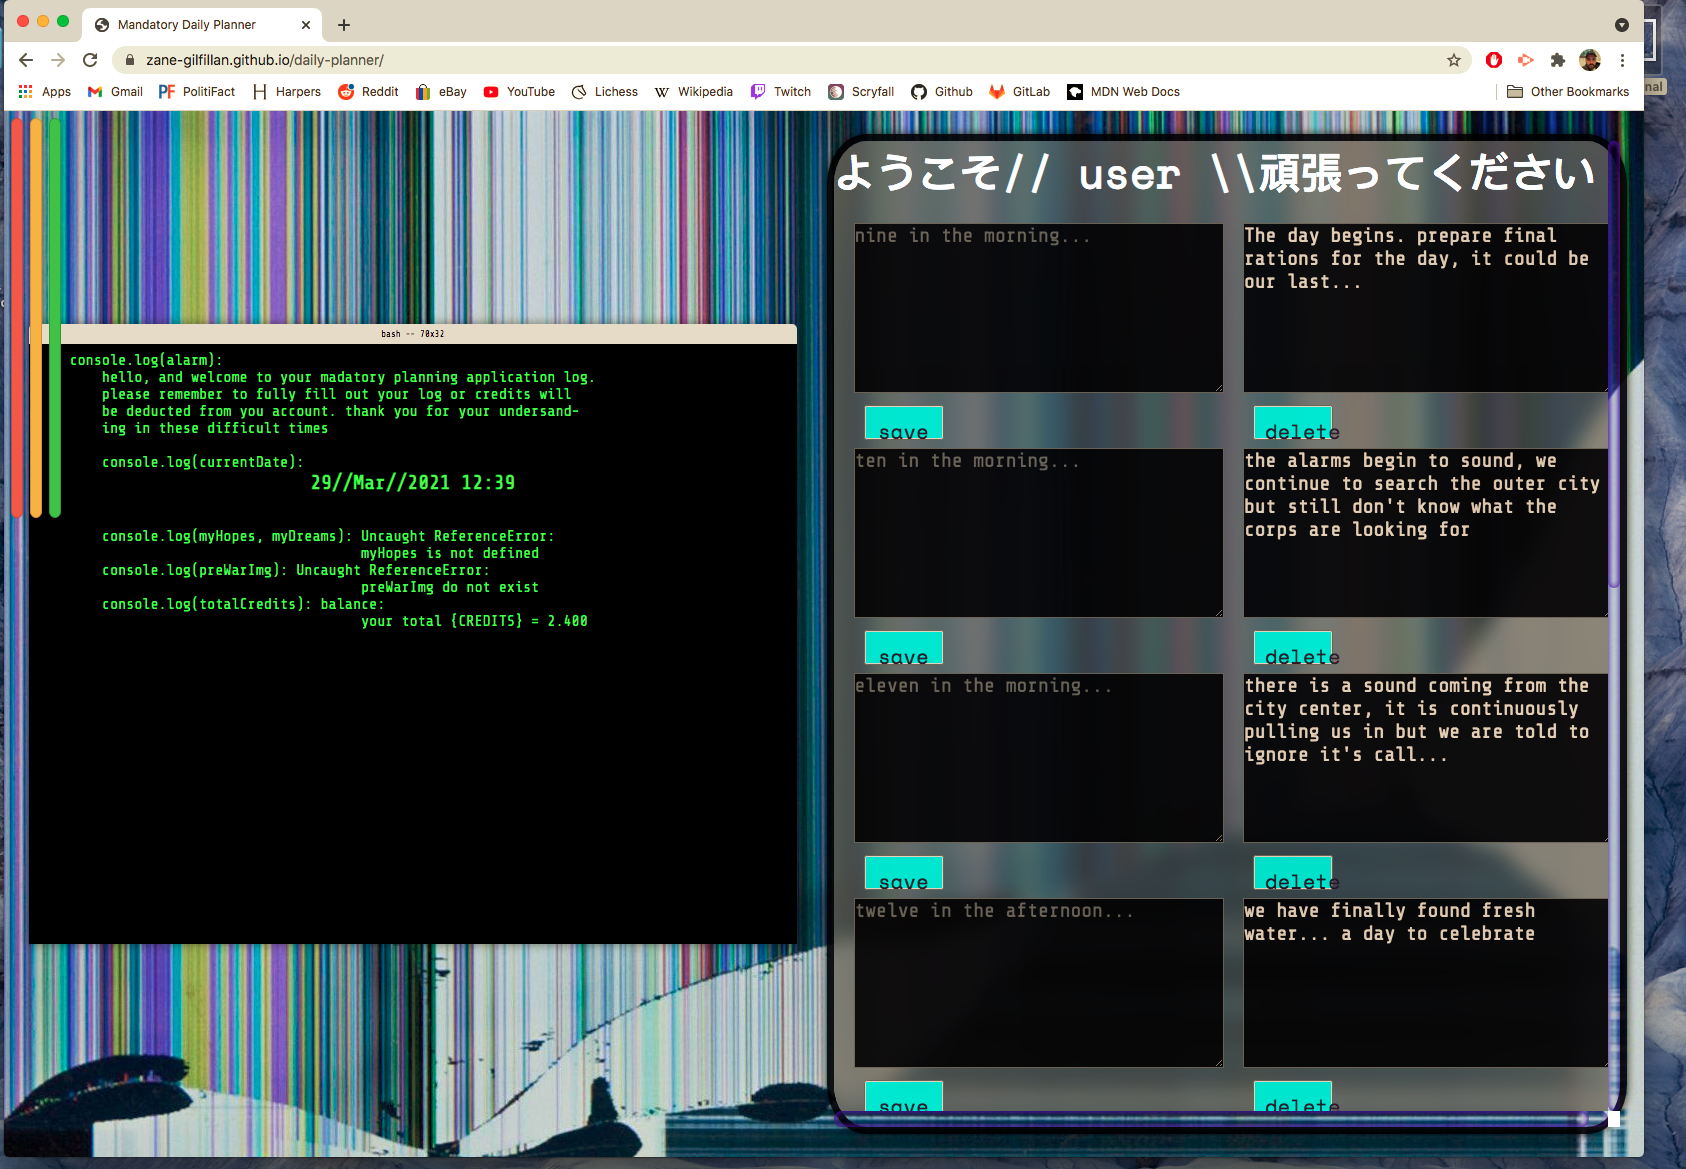 Mandatory Daily Planner
zane-gilfillan.github.io/daily-planner/
Apps Gmail PolitiFact Harpers Reddit eBay YouTube Lichess Wikipedia Twitch Scryfall Github GitLab MDN Web Docs Other Bookmarks
nal
bash -- 70x32
console.log(alarm):
hello, and welcome to your madatory planning application log.
please remember to fully fill out your log or credits will
be deducted from you account. thank you for your undersand-
ing in these difficult times
console.log(currentDate):
29//Mar//2021 12:39
console.log(myHopes, myDreams): Uncaught ReferenceError:
myHopes is not defined
console.log(preWarImg): Uncaught ReferenceError:
preWarImg do not exist
console.log(totalCredits): balance:
your total {CREDITS} = 2.400
ようこそ// user \\頑張ってください
nine in the morning...
The day begins. prepare final
rations for the day, it could be
our last...
save
delete
ten in the morning...
the alarms begin to sound, we
continue to search the outer city
but still don't know what the
corps are looking for
save
delete
eleven in the morning...
there is a sound coming from the
city center, it is continuously
pulling us in but we are told to
ignore it's call...
save
delete
twelve in the afternoon...
we have finally found fresh
water... a day to celebrate
save
delete